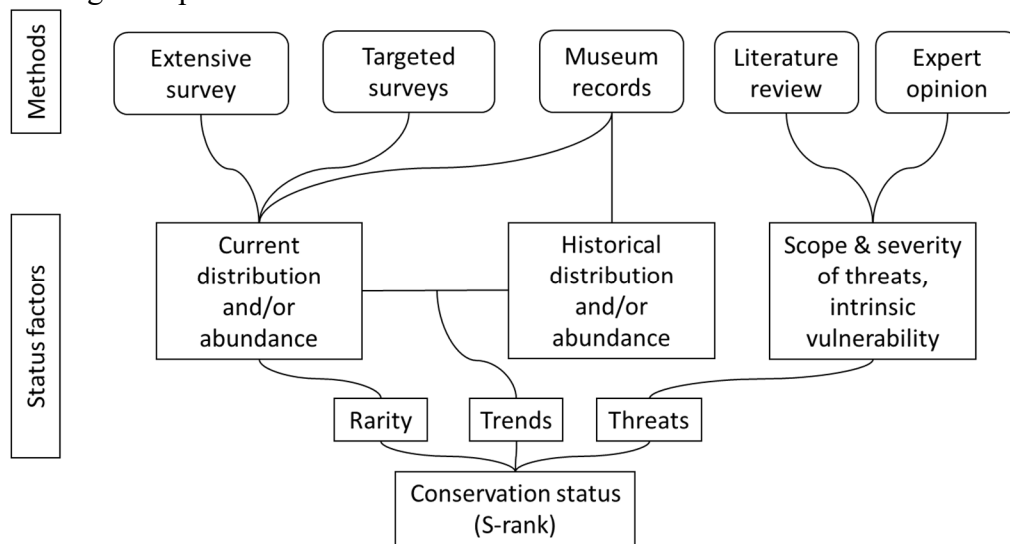 Methods
Extensive
survey
Targeted
surveys
Museum
records
Literature
review
Expert
opinion
Status factors
Current
distribution
and/or
abundance
Historical
distribution
and/or
abundance
Scope & severity
of threats,
intrinsic
vulnerability
Rarity
Trends
Threats
Conservation status
(S-rank)